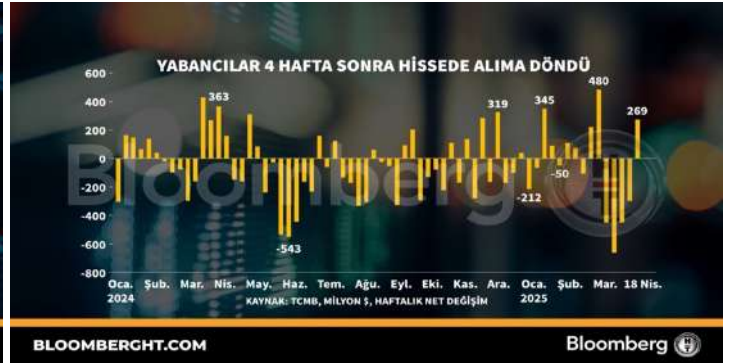 YABANCILAR 4 HAFTA SONRA HİSSEDE ALIMA DÖNDÜ
600
400
200
0
-200
-400
-600
-800
363
-543
319
-212
345
-50
480
269
Bloomberg
Oca. Şub. Mar. Nis. May. Haz. Tem. Ağu. Eyl. Eki. Kas. Ara. Oca. Şub. Mar. 18 Nis.
2024 2025
KAYNAK: TCMB, MİLYON $, HAFTALIK NET DEĞİŞİM
BLOOMBERGHT.COM
Bloomberg HT